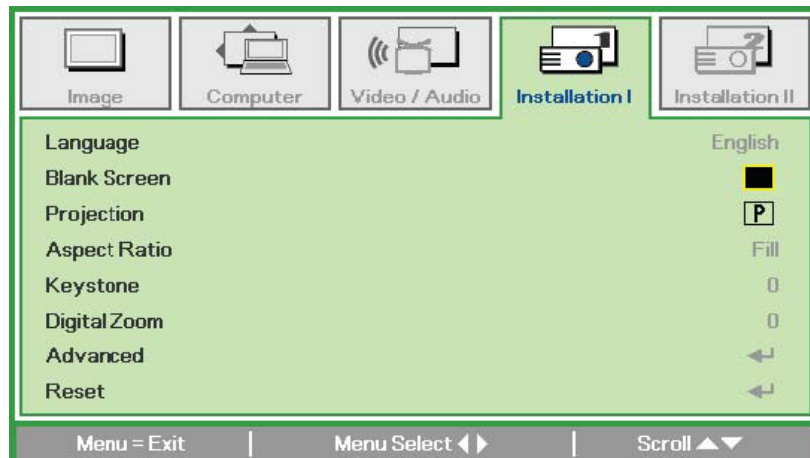 Image Computer Video / Audio Installation I Installation II
Language English
Blank Screen
Projection P
Aspect Ratio Fill
Keystone 0
Digital Zoom 0
Advanced
Reset
Menu = Exit | Menu Select | Scroll